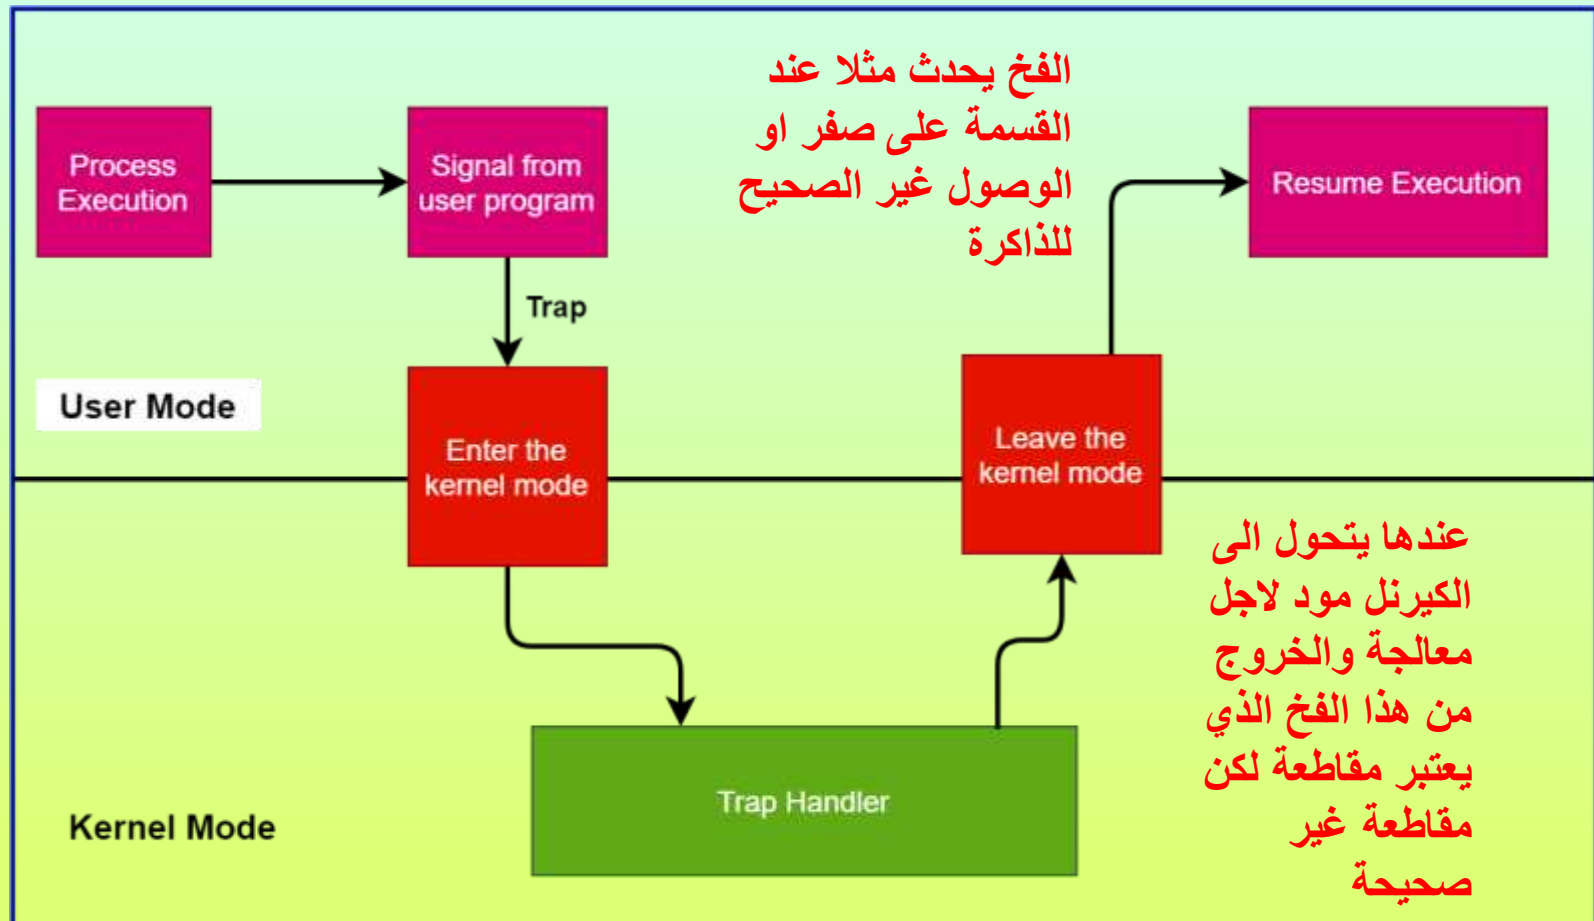 الفخ يحدث مثلا عند
القسمة على صفر او
الوصول غير الصحيح
للذاكرة
Process
Execution
Signal from
user program
Resume Execution
Trap
User Mode
Enter the
kernel mode
Leave the
kernel mode
عندها يتحول الى
الكيرنل مود لاجل
معالجة والخروج
من هذا الفخ الذي
يعتبر مقاطعة لكن
مقاطعة غير
صحيحة
Trap Handler
Kernel Mode